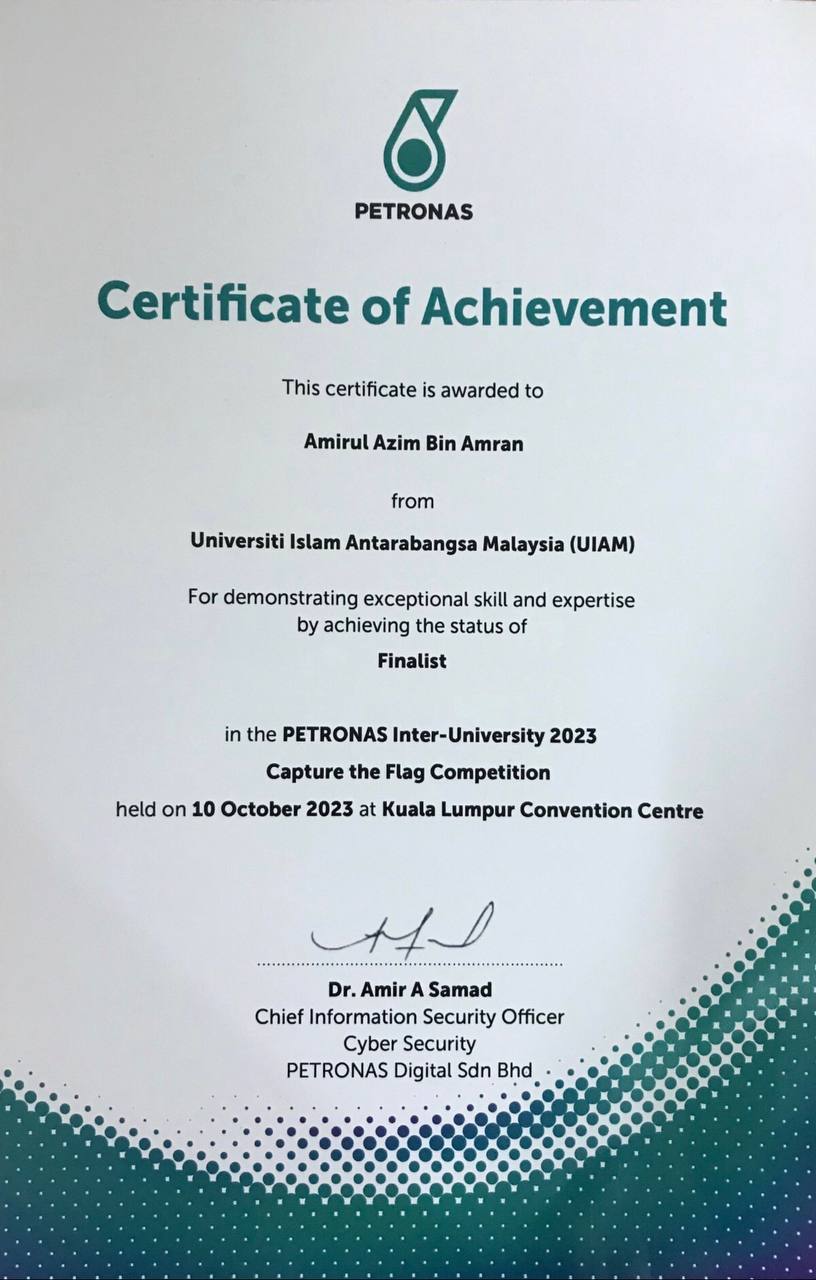 PETRONAS
Certificate of Achievement
This certificate is awarded to
Amirul Azim Bin Amran
from
Universiti Islam Antarabangsa Malaysia (UIAM)
For demonstrating exceptional skill and expertise
by achieving the status of
Finalist
in the PETRONAS Inter-University 2023
Capture the Flag Competition
held on 10 October 2023 at Kuala Lumpur Convention Centre
Dr. Amir A Samad
Chief Information Security Officer
Cyber Security
PETRONAS Digital Sdn Bhd